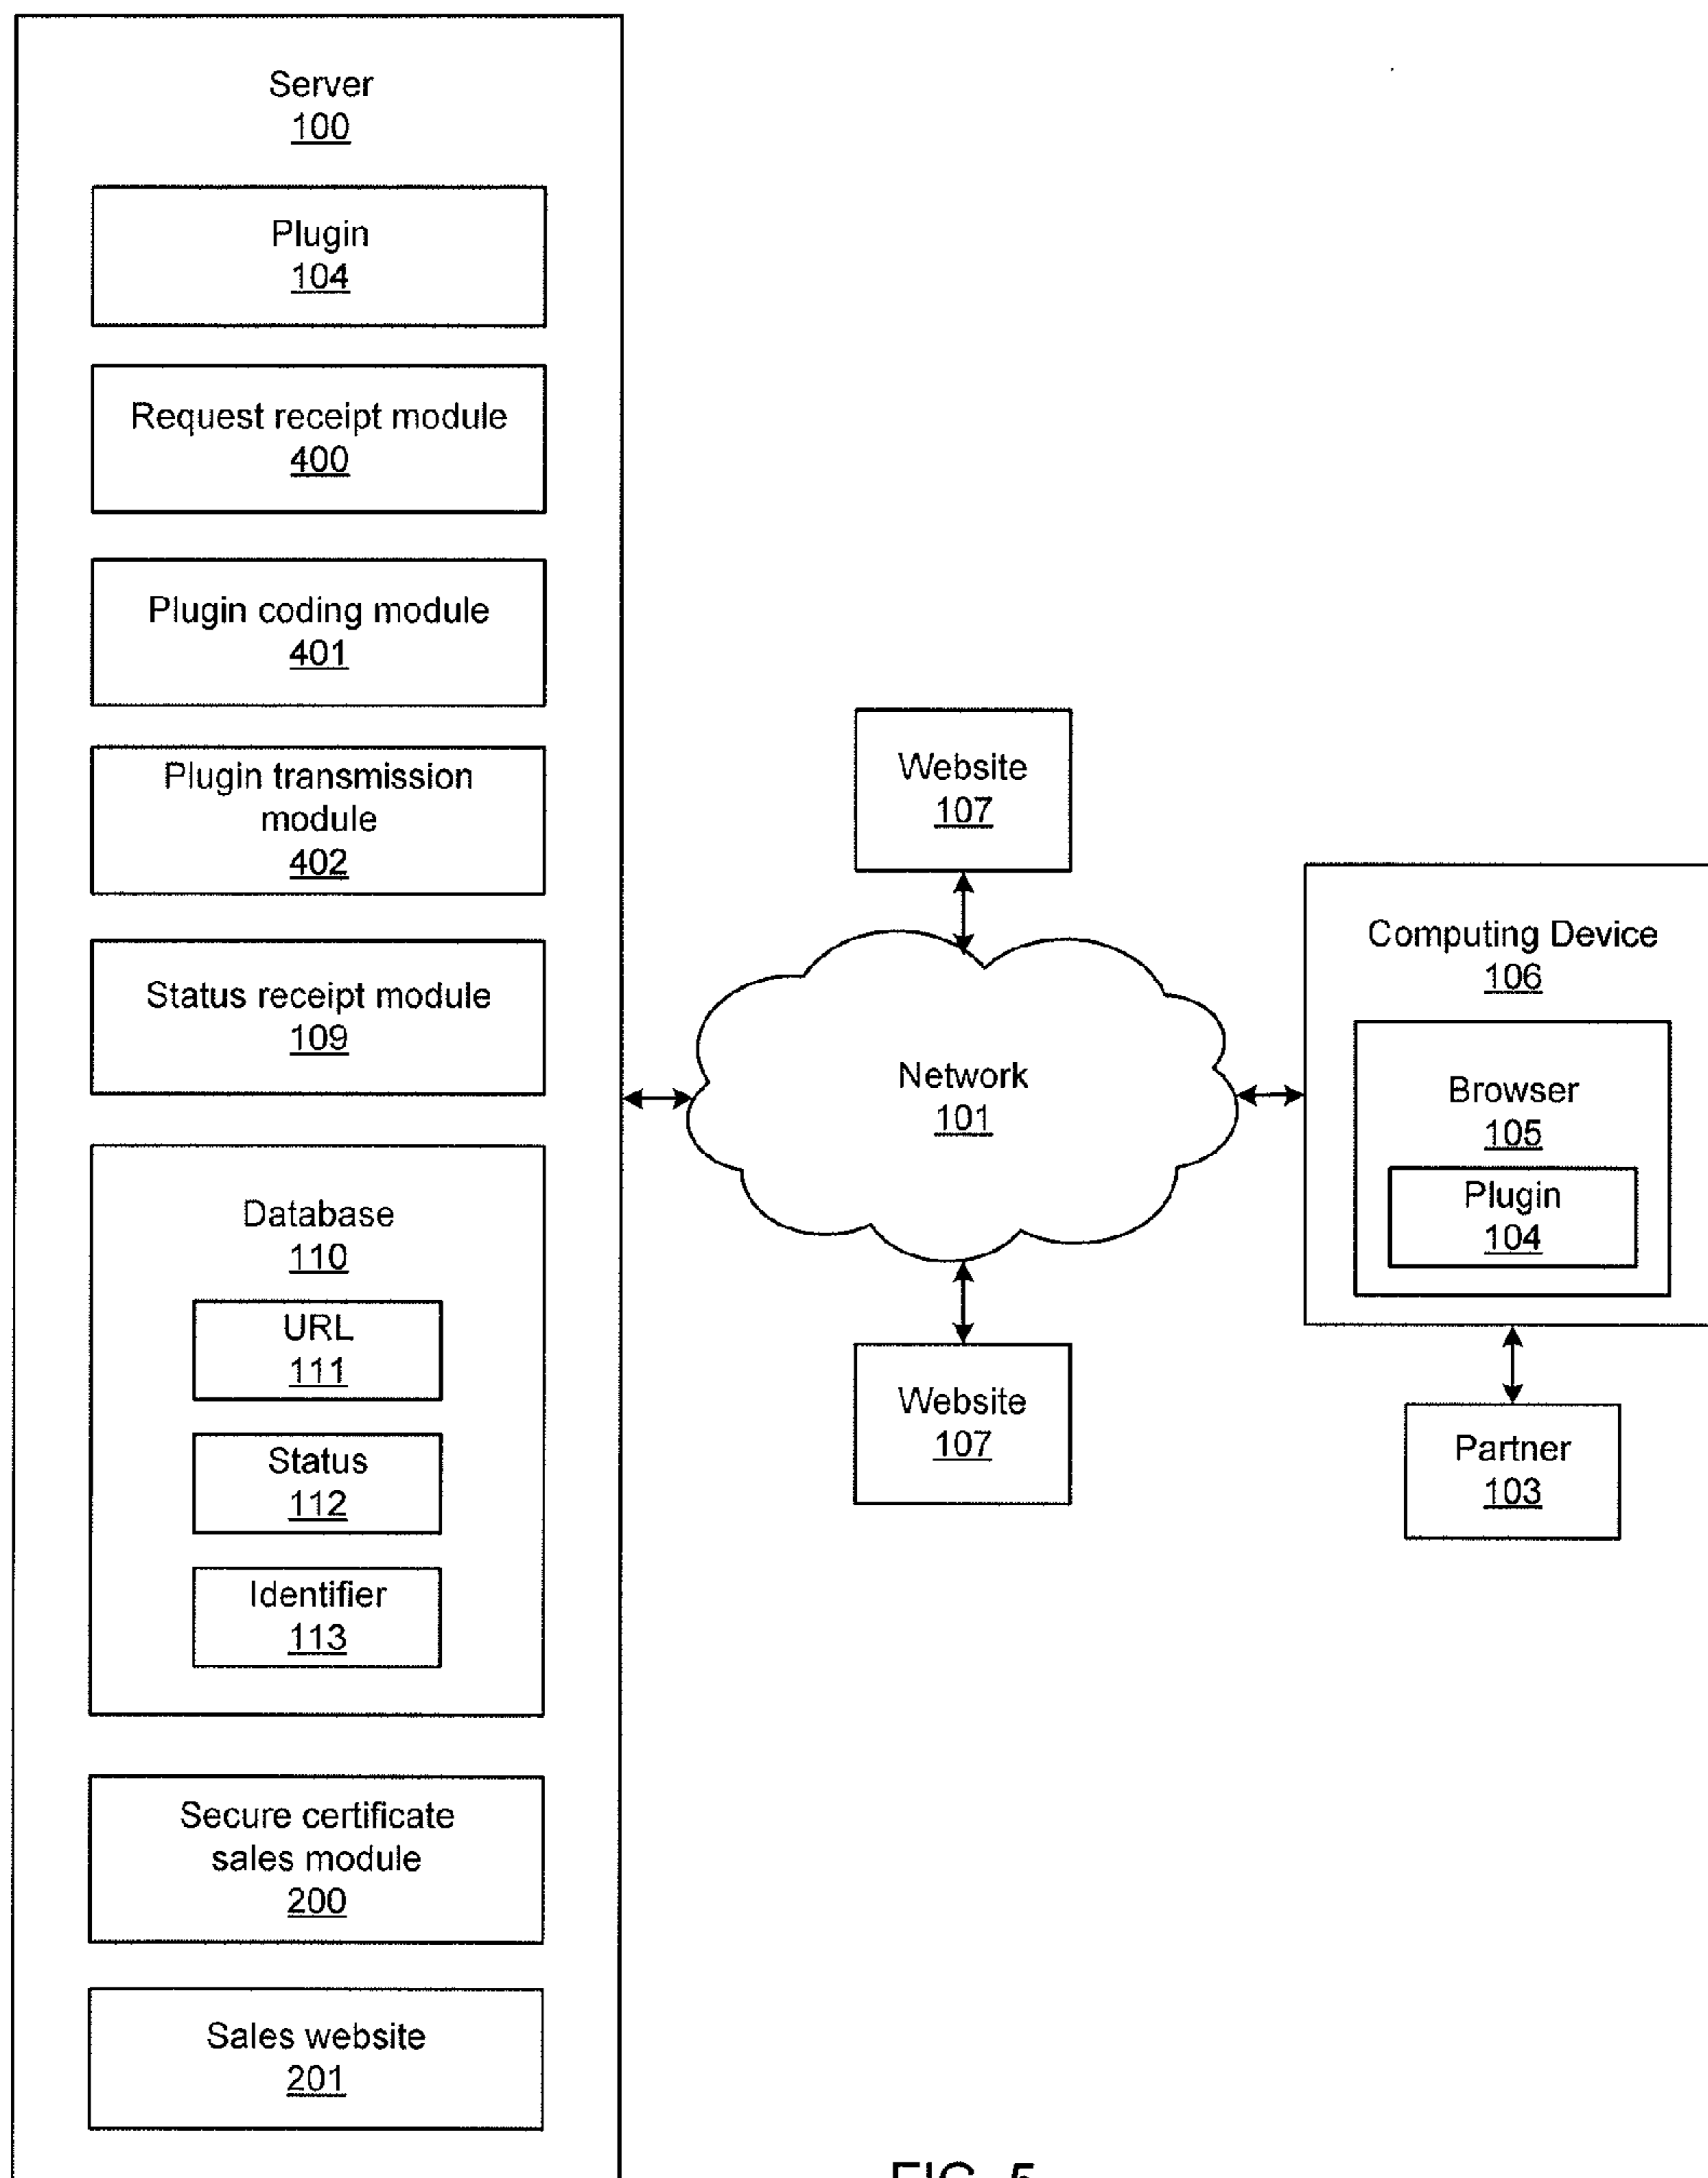 Server
100
Plugin
104
Request receipt module
400
Plugin coding module
401
Plugin transmission
module
402
Status receipt module
109
Database
110
URL
111
Status
112
Identifier
113
Secure certificate
sales module
200
Sales website
201
Website
107
Network
101
Website
107
Computing Device
106
Browser
105
Plugin
104
Partner
103
FIG. 5